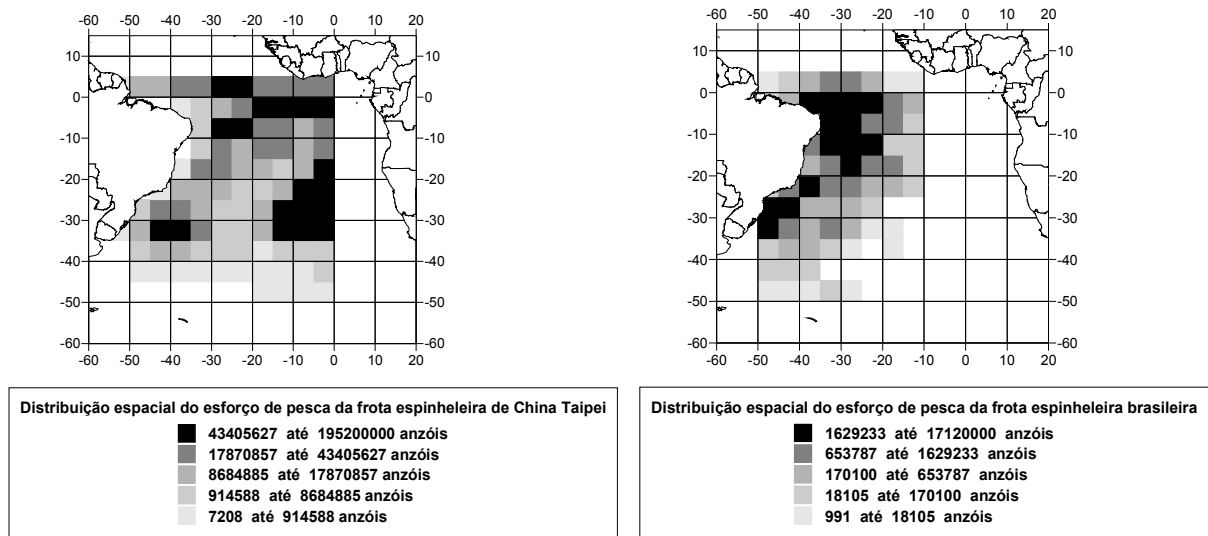 -60 -50 -40 -30 -20 -10 0 10 20
10 10
0 0
-10 -10
-20 -20
-30 -30
-40 -40
-50 -50
-60 -60
-60 -50 -40 -30 -20 -10 0 10 20
Distribuição espacial do esforço de pesca da frota espinheleira de China Taipei
43405627 até 195200000 anzóis
17870857 até 43405627 anzóis
8684885 até 17870857 anzóis
914588 até 8684885 anzóis
7208 até 914588 anzóis
-60 -50 -40 -30 -20 -10 0 10 20
10 10
0 0
-10 -10
-20 -20
-30 -30
-40 -40
-50 -50
-60 -60
-60 -50 -40 -30 -20 -10 0 10 20
Distribuição espacial do esforço de pesca da frota espinheleira brasileira
1629233 até 17120000 anzóis
653787 até 1629233 anzóis
170100 até 653787 anzóis
18105 até 170100 anzóis
991 até 18105 anzóis